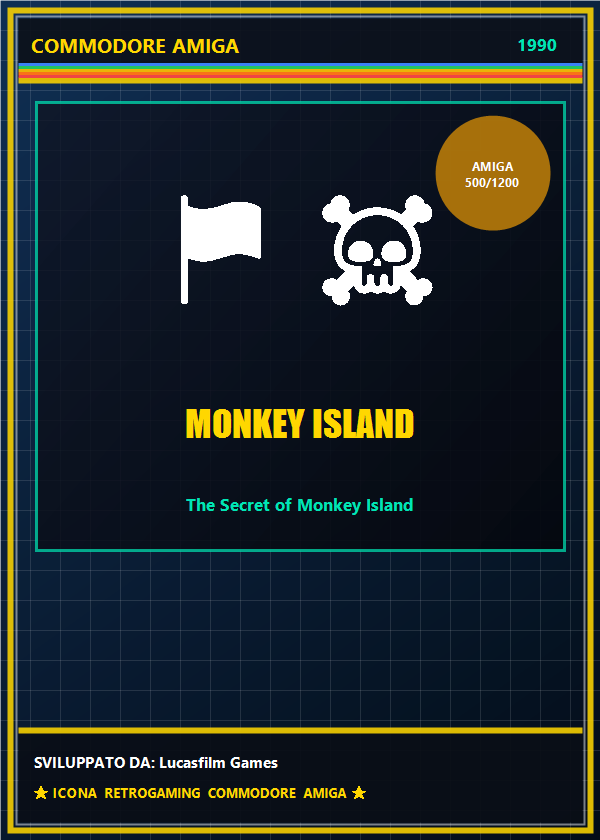 COMMODORE AMIGA
1990
AMIGA
500/1200
MONKEY ISLAND
The Secret of Monkey Island
SVILUPPATO DA: Lucasfilm Games
★ ICONA RETROGAMING COMMODORE AMIGA ★